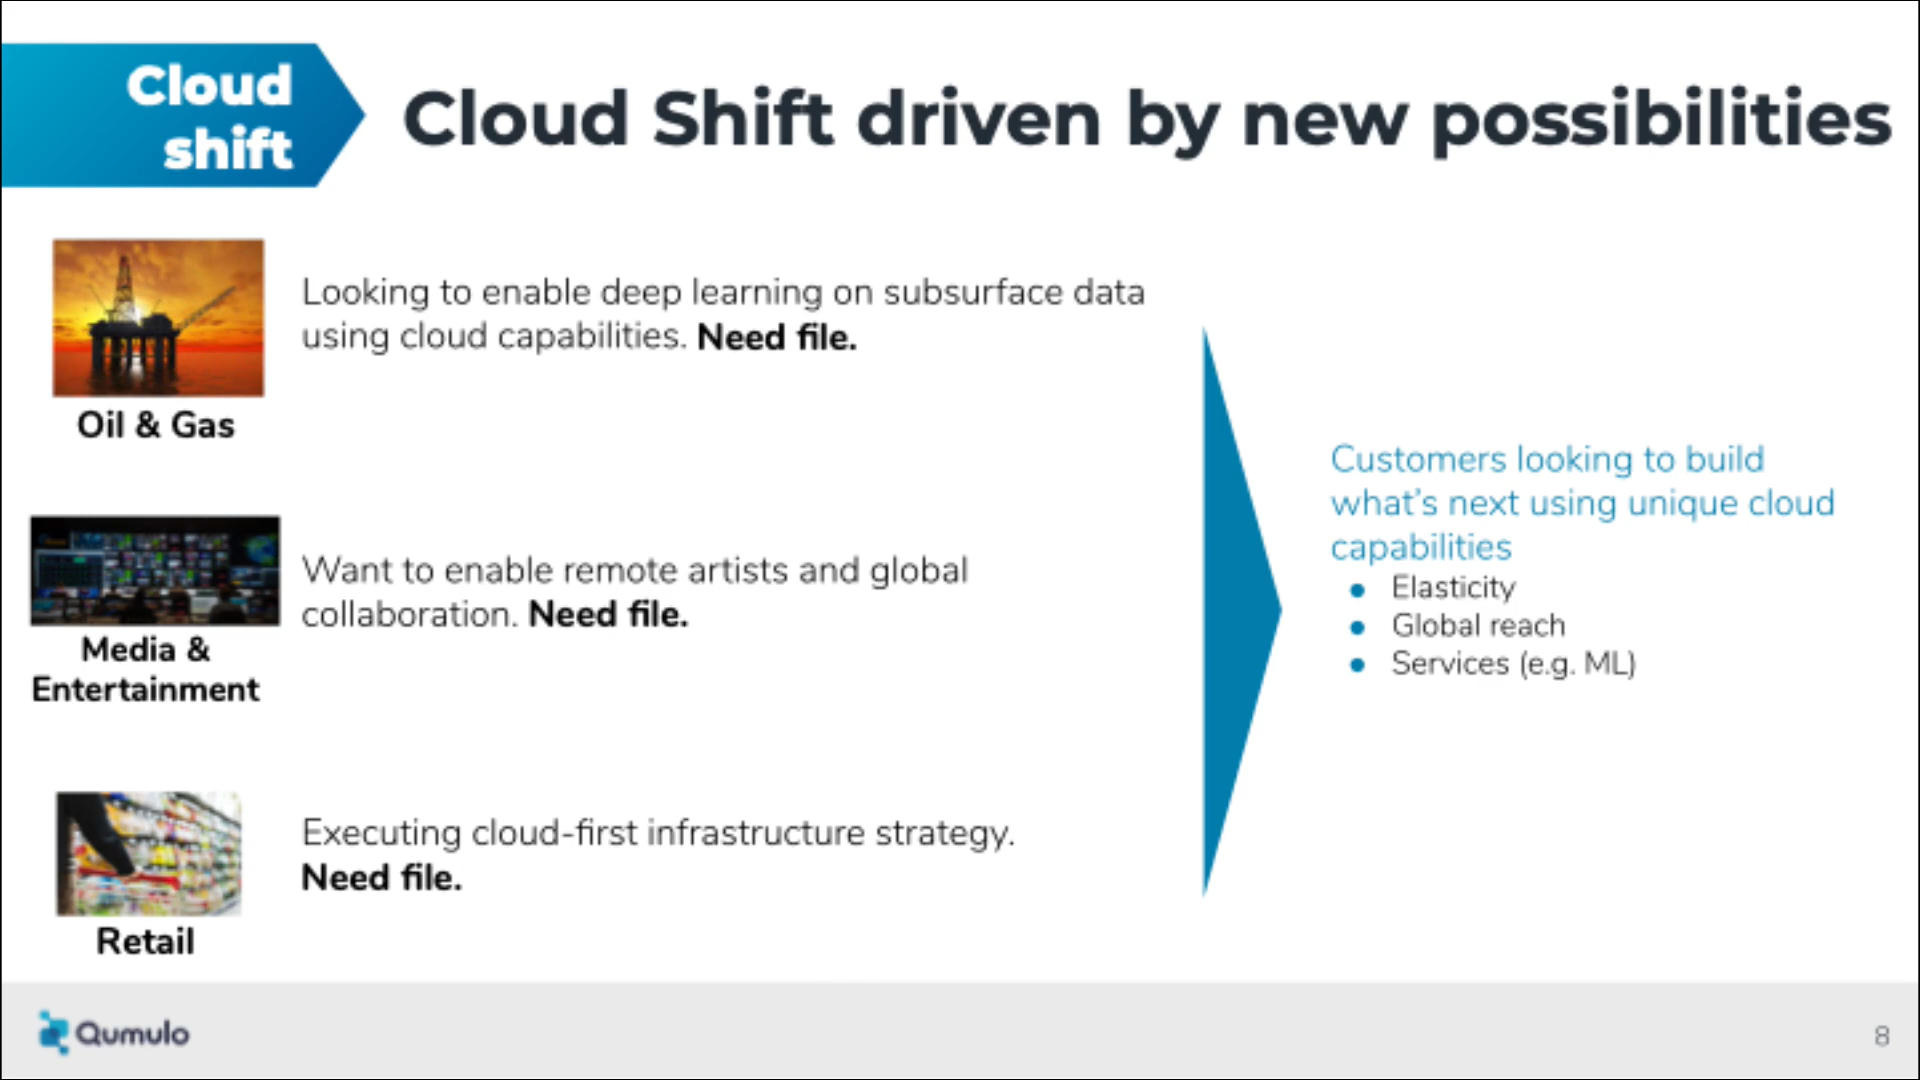 Cloud
shift
Cloud Shift driven by new possibilities
Looking to enable deep learning on subsurface data
using cloud capabilities. Need file.
Oil & Gas
Want to enable remote artists and global
collaboration. Need file.
Media &
Entertainment
Executing cloud-first infrastructure strategy.
Need file.
Retail
Customers looking to build
what's next using unique cloud
capabilities
● Elasticity
● Global reach
● Services (e.g. ML)
Qumulo
8